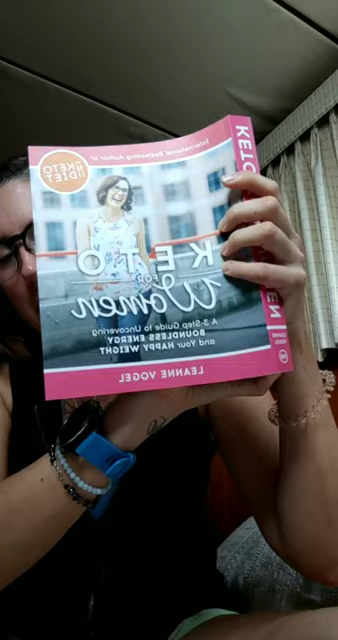 International Bestselling Author of
THE KETO DIET
KETO
FOR
Women
A 3-Step Guide to Uncovering
BOUNDLESS ENERGY
and Your HAPPY WEIGHT
LEANNE VOGEL